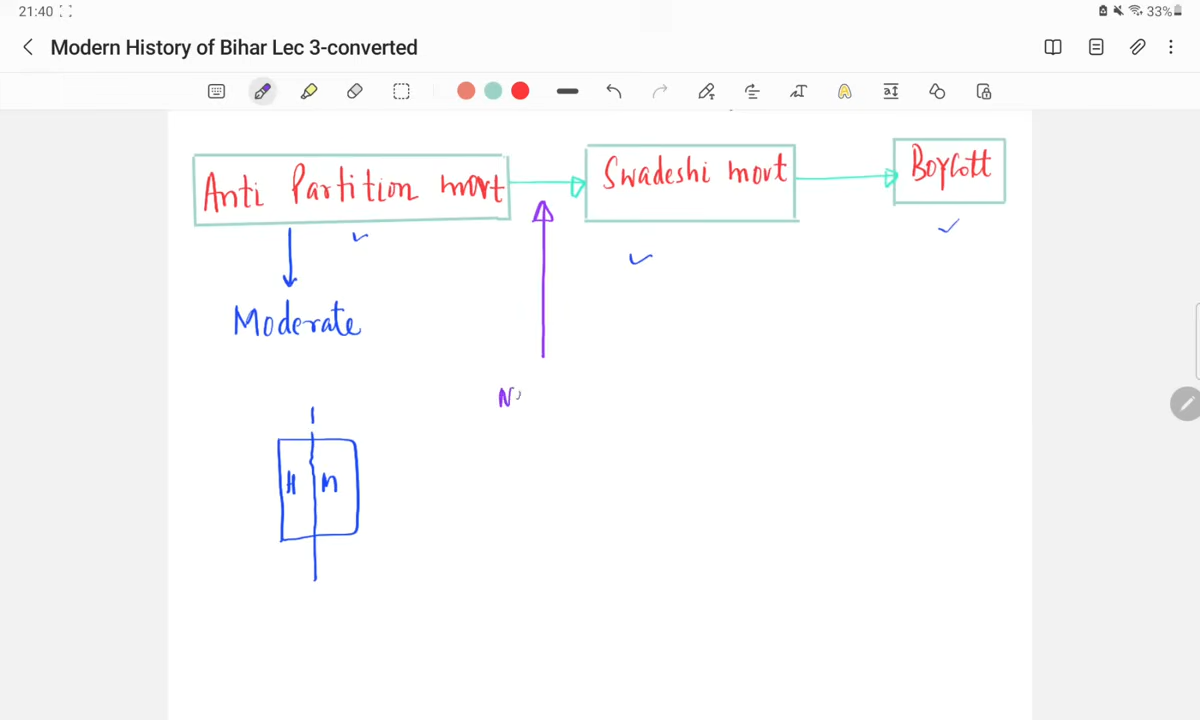 21:40
33%
Modern History of Bihar Lec 3-converted
Anti Partition movt
Swadeshi movt
Boycott
Moderate
N
H M